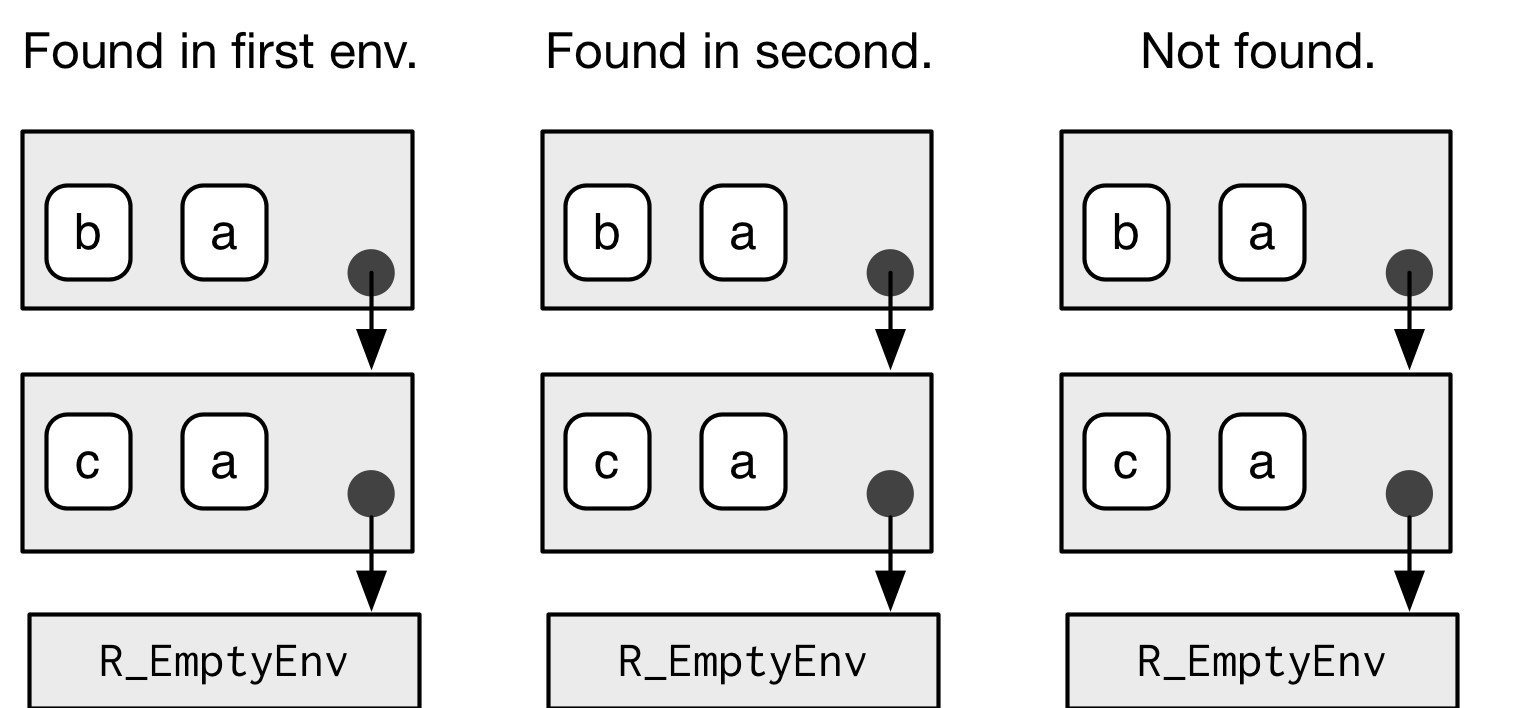 Found in first env.
b a
c a
R_EmptyEnv
Found in second.
b a
c a
R_EmptyEnv
Not found.
b a
c a
R_EmptyEnv